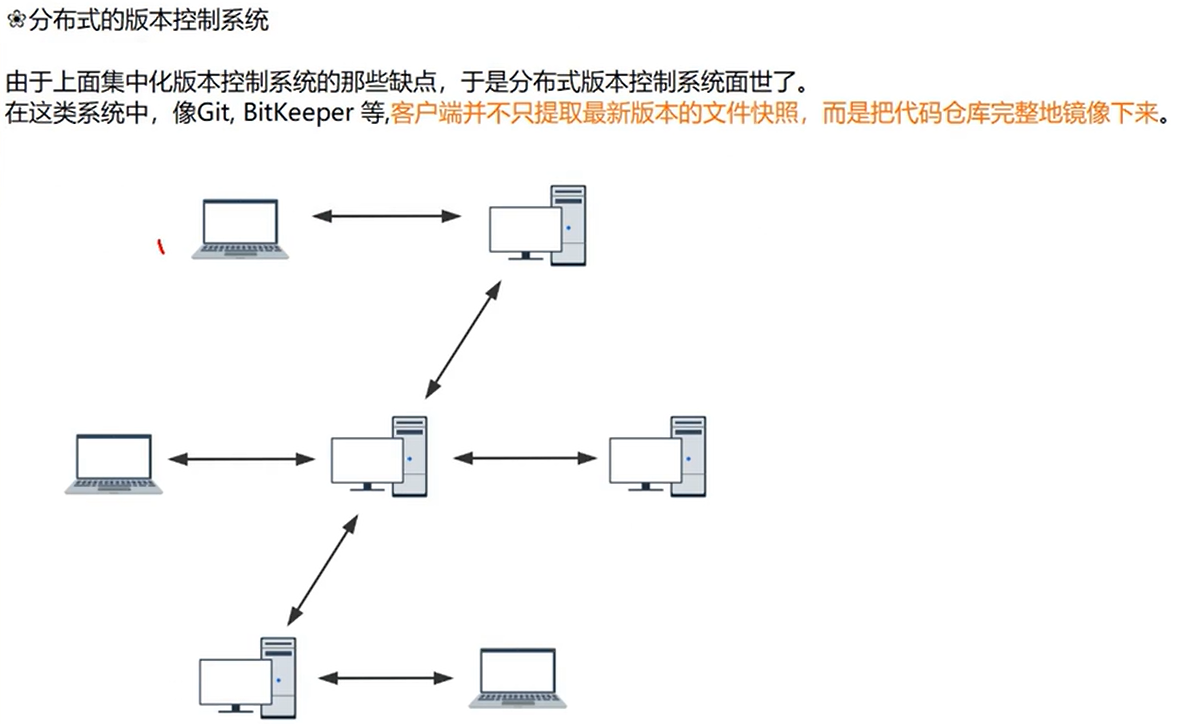 ❀分布式的版本控制系统
由于上面集中化版本控制系统的那些缺点，于是分布式版本控制系统面世了。
在这类系统中，像Git, BitKeeper 等,客户端并不只提取最新版本的文件快照，而是把代码仓库完整地镜像下来。